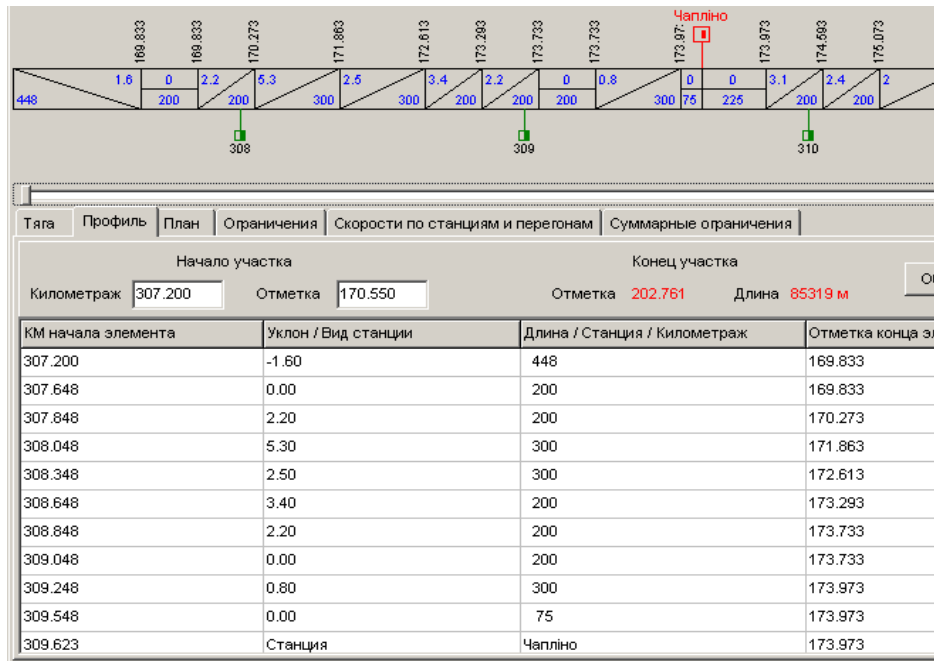 Чапліно
169.833 169.833 170.273 171.863 172.613 173.293 173.733 173.733 173.97 173.973 174.593 175.073
1.6 0 2.2 5.3 2.5 3.4 2.2 0 0.8 0 0 3.1 2.4 2
448 200 200 300 300 200 200 200 300 75 225 200 200
308 309 310
Тяга Профиль План Ограничения Скорости по станциям и перегонам Суммарные ограничения
Начало участка Конец участка
Километраж 307.200 Отметка 170.550 Отметка 202.761 Длина 85319 м
КМ начала элемента Уклон / Вид станции Длина / Станция / Километраж Отметка конца э
307.200 -1.60 448 169.833
307.648 0.00 200 169.833
307.848 2.20 200 170.273
308.048 5.30 300 171.863
308.348 2.50 300 172.613
308.648 3.40 200 173.293
308.848 2.20 200 173.733
309.048 0.00 200 173.733
309.248 0.80 300 173.973
309.548 0.00 75 173.973
309.623 Станция Чапліно 173.973